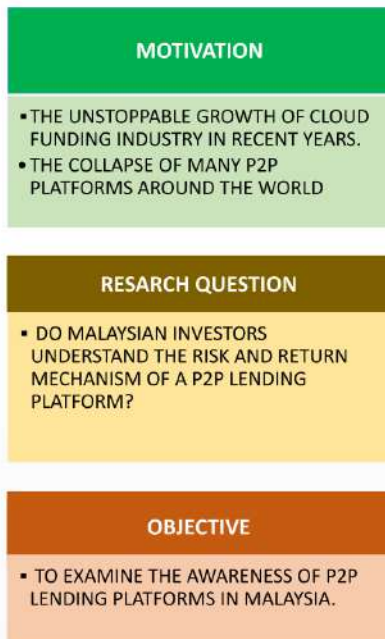 MOTIVATION
▪ THE UNSTOPPABLE GROWTH OF CLOUD
FUNDING INDUSTRY IN RECENT YEARS.
• THE COLLAPSE OF MANY P2P
PLATFORMS AROUND THE WORLD
RESARCH QUESTION
▪ DO MALAYSIAN INVESTORS
UNDERSTAND THE RISK AND RETURN
MECHANISM OF A P2P LENDING
PLATFORM?
OBJECTIVE
▪ TO EXAMINE THE AWARENESS OF P2P
LENDING PLATFORMS IN MALAYSIA.